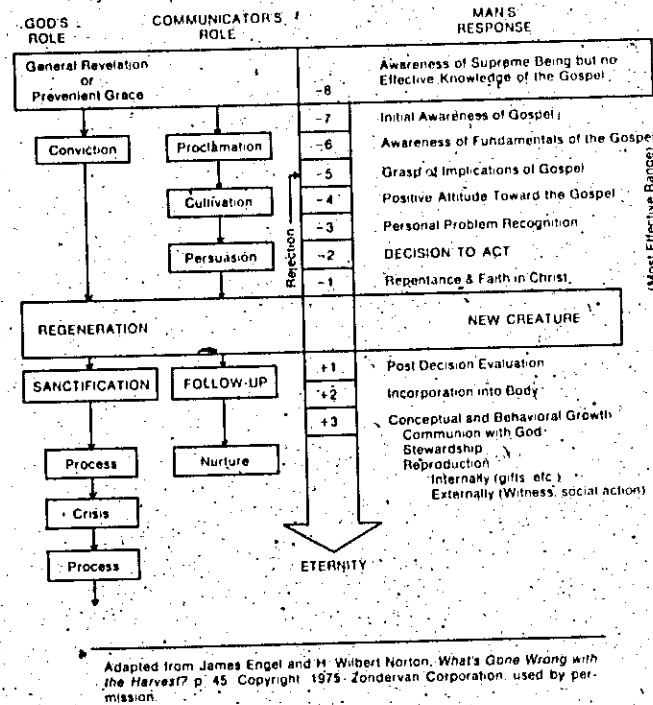 GOD'S ROLE
COMMUNICATOR'S ROLE
MAN'S RESPONSE
General Revelation
or
Prevenient Grace
-8
Awareness of Supreme Being but no
Effective Knowledge of the Gospel
-7
Initial Awareness of Gospel
Conviction
Proclamation
-6
Awareness of Fundamentals of the Gospel
-5
Grasp of Implications of Gospel
Cultivation
-4
Positive Altitude Toward the Gospel
-3
Personal Problem Recognition
Persuasion
-2
DECISION TO ACT
-1
Repentance & Faith in Christ
Rejection
(Most Effective Range)
REGENERATION
NEW CREATURE
+1
Post Decision Evaluation
SANCTIFICATION
FOLLOW-UP
+2
Incorporation into Body
+3
Conceptual and Behavioral Growth
Communion with God
Stewardship
Reproduction
Internally (gifts etc.)
Externally (Witness, social action)
Process
Nurture
Crisis
Process
ETERNITY
Adapted from James Engel and H. Wilbert Norton, What's Gone Wrong with
the Harvest? p. 45 Copyright 1975 Zondervan Corporation, used by per-
mission.